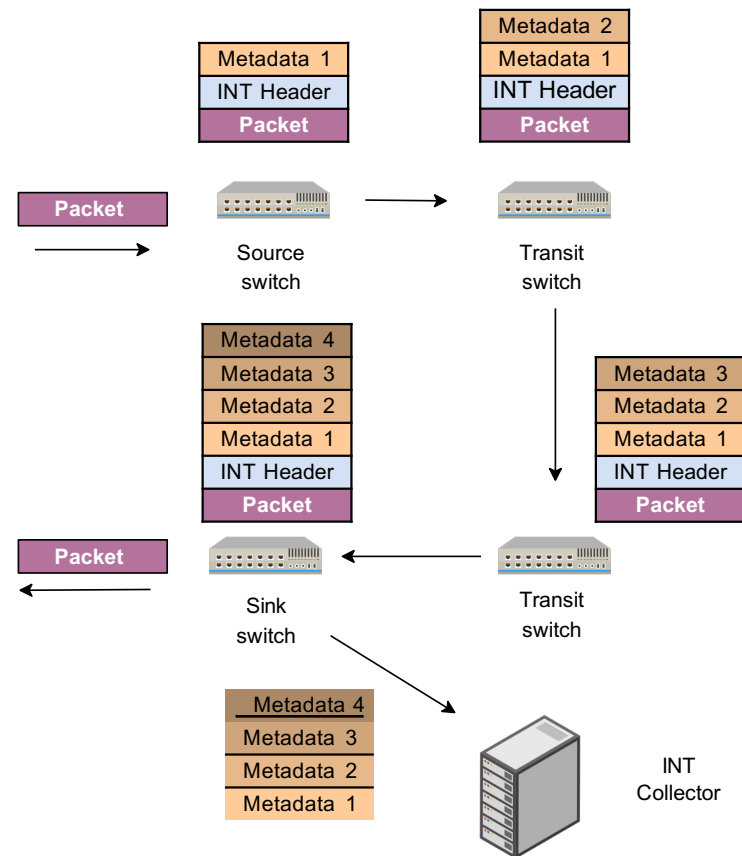 Metadata 1
INT Header
Packet
Metadata 2
Metadata 1
INT Header
Packet
Packet
Source
switch
Transit
switch
Metadata 4
Metadata 3
Metadata 2
Metadata 1
INT Header
Packet
Metadata 3
Metadata 2
Metadata 1
INT Header
Packet
Packet
Sink
switch
Transit
switch
Metadata 4
Metadata 3
Metadata 2
Metadata 1
INT
Collector